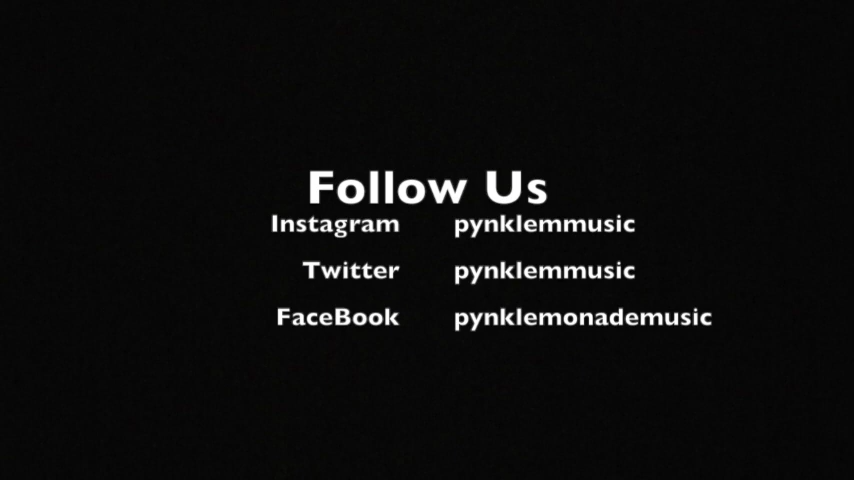 Follow Us
Instagram pynklemmusic
Twitter pynklemmusic
FaceBook pynklemonademusic